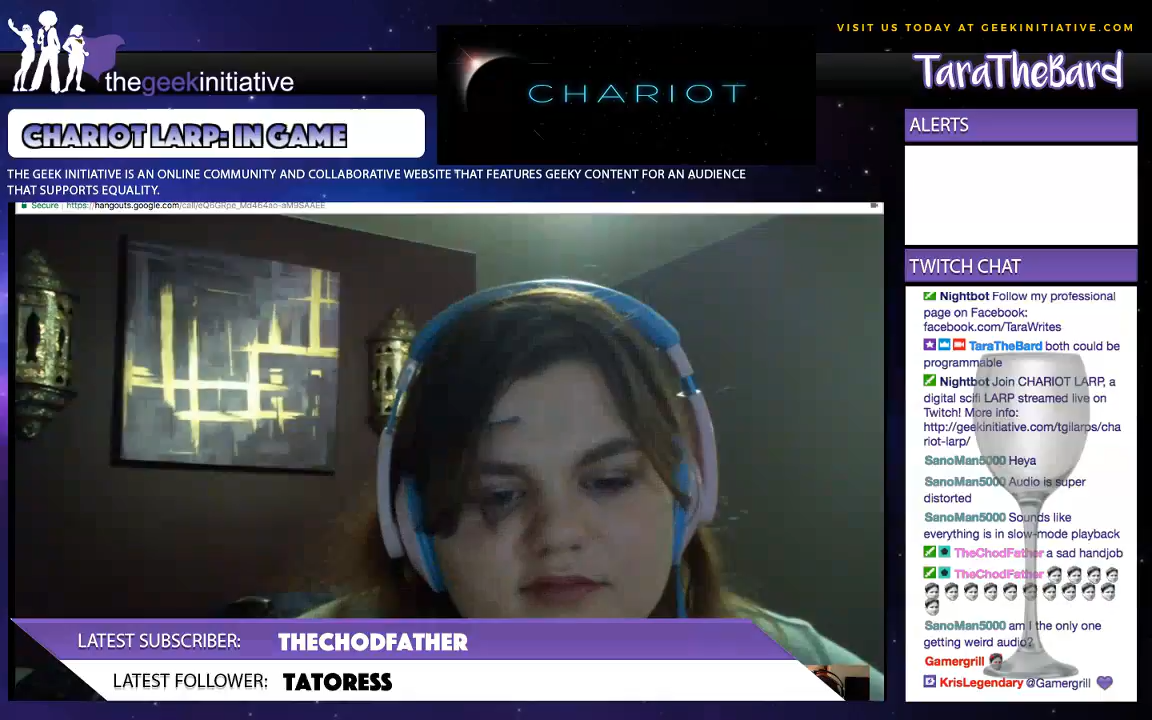 VISIT US TODAY AT GEEKINITIATIVE.COM
thegeekinitiative
CHARIOT
TaraTheBard
CHARIOT LARP: IN GAME
THE GEEK INITIATIVE IS AN ONLINE COMMUNITY AND COLLABORATIVE WEBSITE THAT FEATURES GEEKY CONTENT FOR AN AUDIENCE
THAT SUPPORTS EQUALITY.
Secure
ALERTS
TWITCH CHAT
Nightbot Follow my professional
page on Facebook:
facebook.com/TaraWrites
TaraTheBard both could be
programmable
Nightbot Join CHARIOT LARP, a
digital scifi LARP streamed live on
Twitch! More info:
http://geekinitiative.com/tgilarps/cha
riot-larp/
SanoMan5000 Heya
SanoMan5000 Audio is super
distorted
SanoMan5000 Sounds like
everything is in slow-mode playback
TheChodFather a sad handjob
TheChodFather
SanoMan5000 am I the only one
getting weird audio?
Gamergrill
KrisLegendary @Gamergrill
LATEST SUBSCRIBER: THECHODFATHER
LATEST FOLLOWER: TATORESS